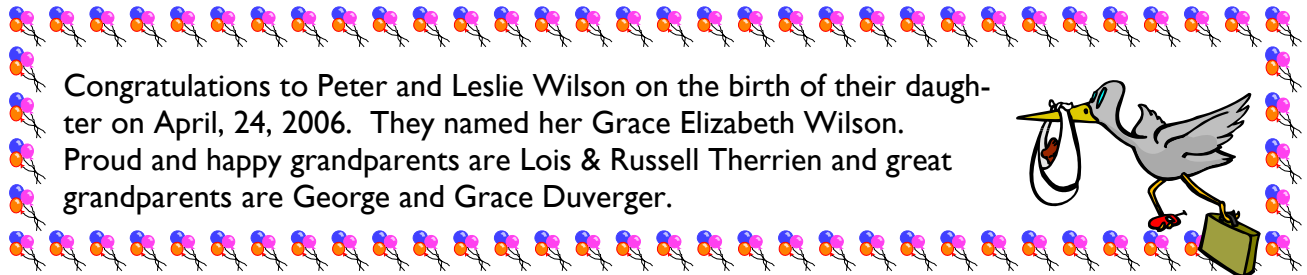 Congratulations to Peter and Leslie Wilson on the birth of their daugh-
ter on April, 24, 2006.  They named her Grace Elizabeth Wilson.
Proud and happy grandparents are Lois & Russell Therrien and great
grandparents are George and Grace Duverger.